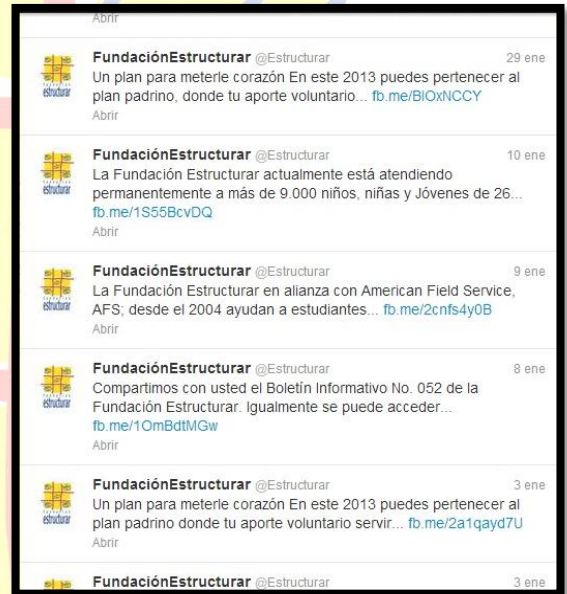 Abrir
FundaciónEstructurar @Estructurar 29 ene
Un plan para meterle corazón En este 2013 puedes pertenecer al
plan padrino, donde tu aporte voluntario... fb.me/BlOxNCCY
Abrir
estructurar
FundaciónEstructurar @Estructurar 10 ene
La Fundación Estructurar actualmente está atendiendo
permanentemente a más de 9.000 niños, niñas y Jóvenes de 26...
fb.me/1S55BcvDQ
Abrir
estructurar
FundaciónEstructurar @Estructurar 9 ene
La Fundación Estructurar en alianza con American Field Service,
AFS; desde el 2004 ayudan a estudiantes... fb.me/2cnfs4y0B
Abrir
estructurar
FundaciónEstructurar @Estructurar 8 ene
Compartimos con usted el Boletín Informativo No. 052 de la
Fundación Estructurar. Igualmente se puede acceder...
fb.me/1OmBdtMGw
Abrir
estructurar
FundaciónEstructurar @Estructurar 3 ene
Un plan para meterle corazón En este 2013 puedes pertenecer al
plan padrino donde tu aporte voluntario servir... fb.me/2a1qayd7U
Abrir
estructurar
FundaciónEstructurar @Estructurar 3 ene